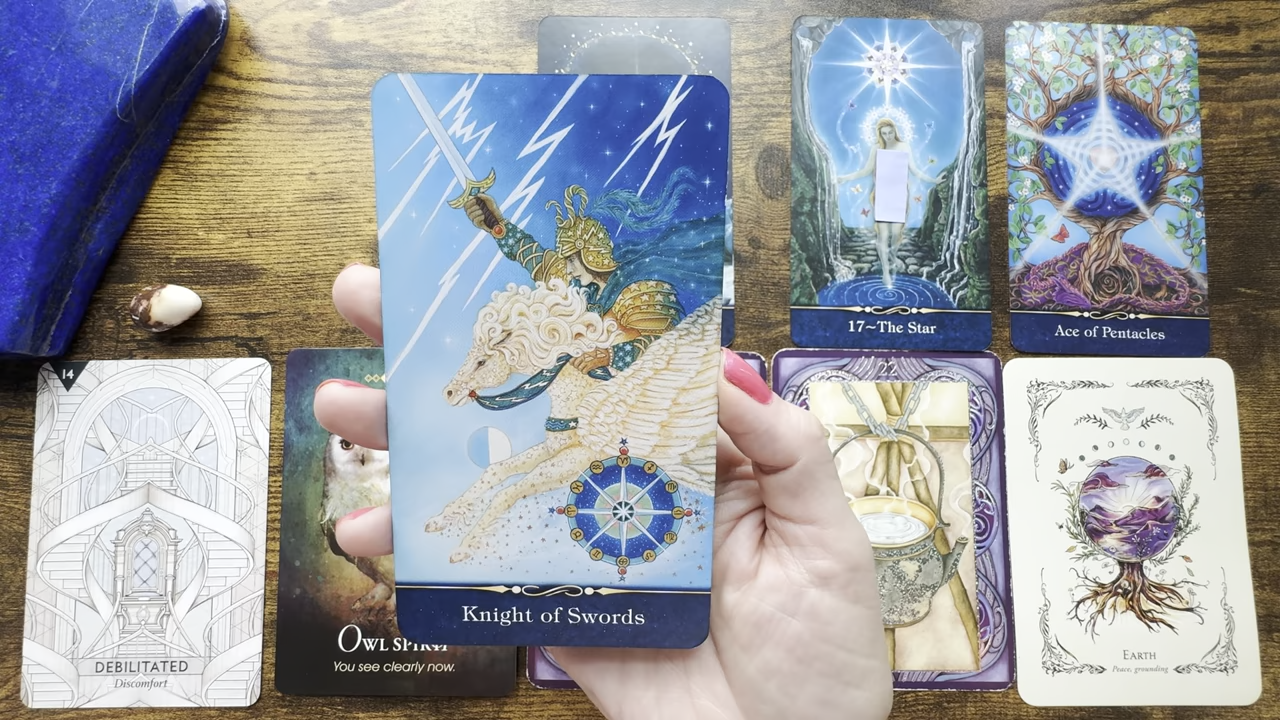 17~The Star
Ace of Pentacles
Knight of Swords
14
DEBILITATED
Discomfort
OWL SPIRIT
You see clearly now.
22
EARTH
Peace, grounding